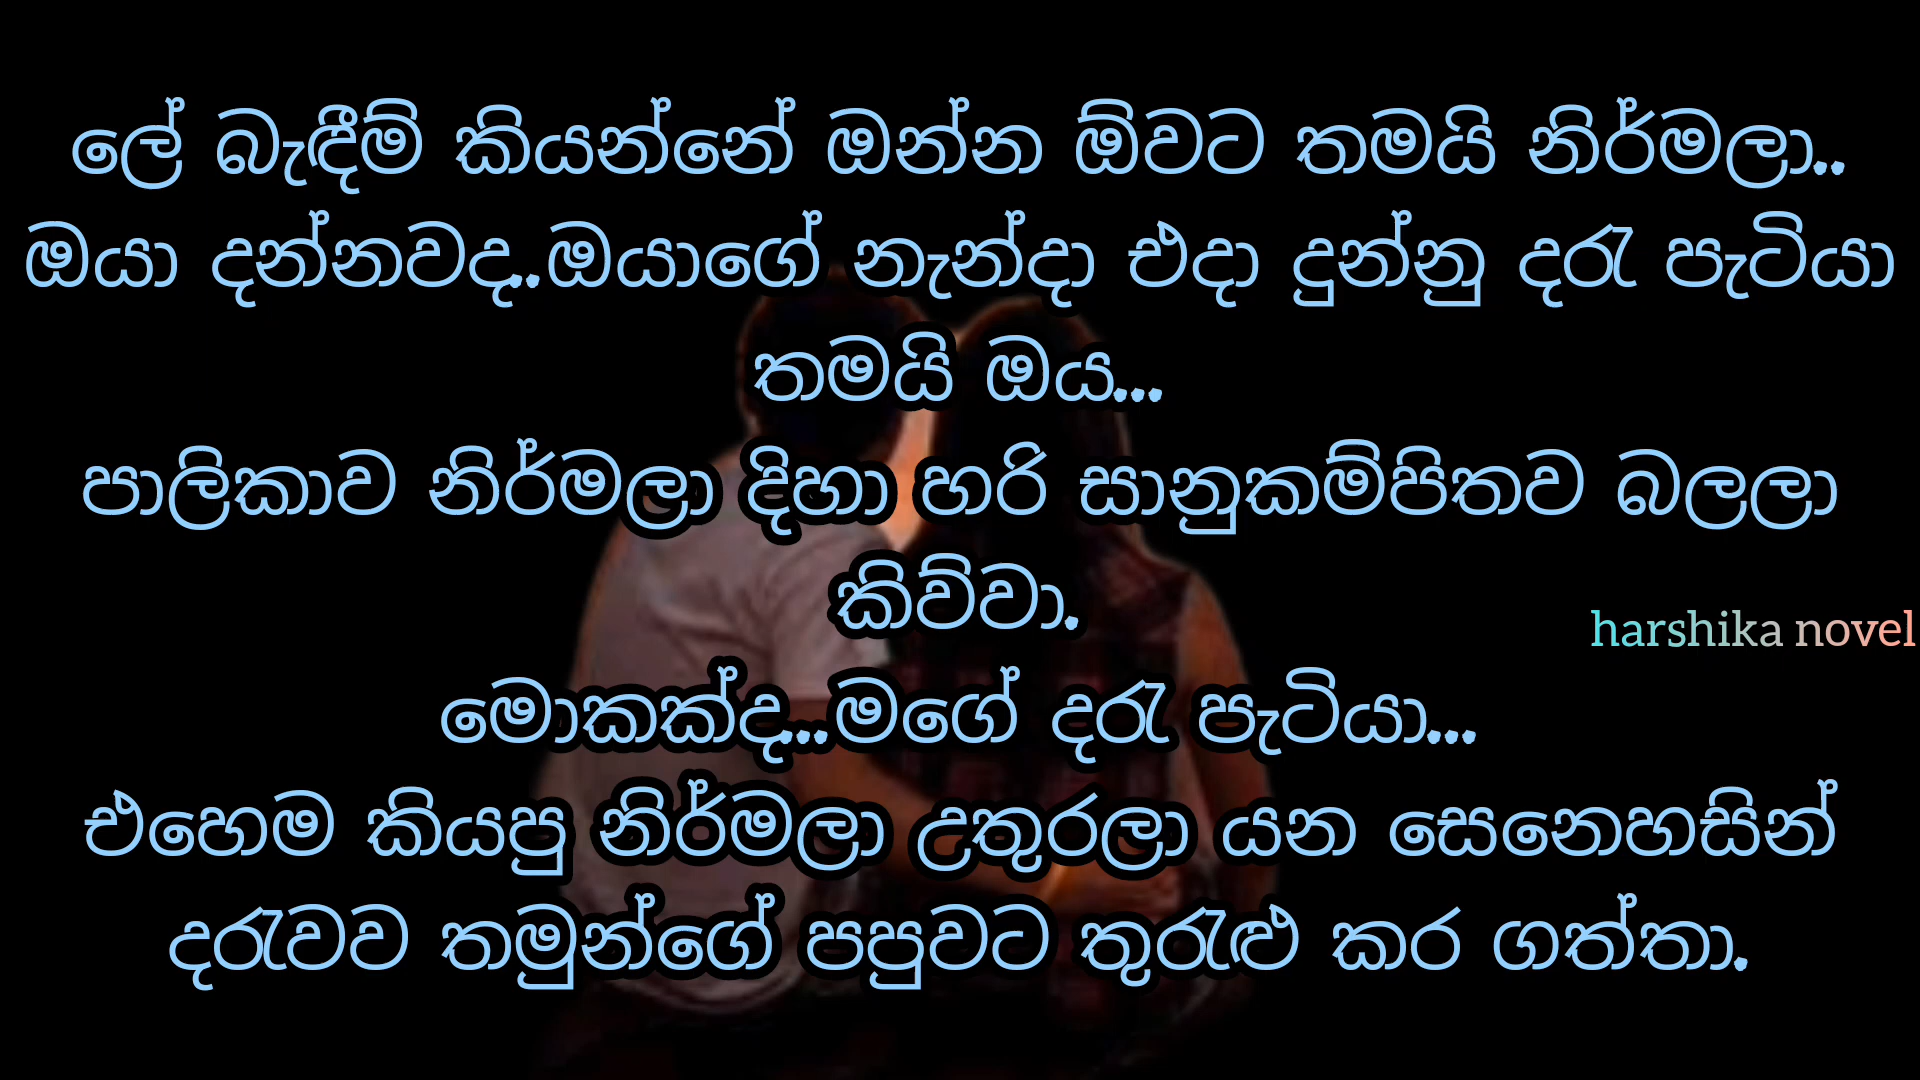 ලේ බැඳීම් කියන්නේ ඔන්න ඕවට තමයි නිර්මලා..
ඔයා දන්නවද..ඔයාගේ නැන්දා එදා දුන්නු දරැ පැටියා
තමයි ඔය...
පාලිකාව නිර්මලා දිහා හරි සානුකම්පිතව බලලා
කිව්වා.
harshika novel
මොකක්ද...මගේ දරැ පැටියා...
එහෙම කියපු නිර්මලා උතුරලා යන සෙනෙහසින්
දරැවව තමුන්ගේ පපුවට තුරැළු කර ගත්තා.